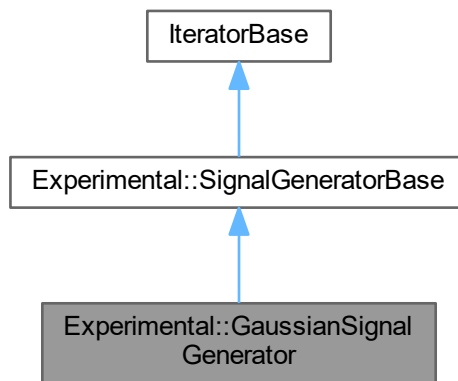 IteratorBase
Experimental::SignalGeneratorBase
Experimental::GaussianSignal
Generator